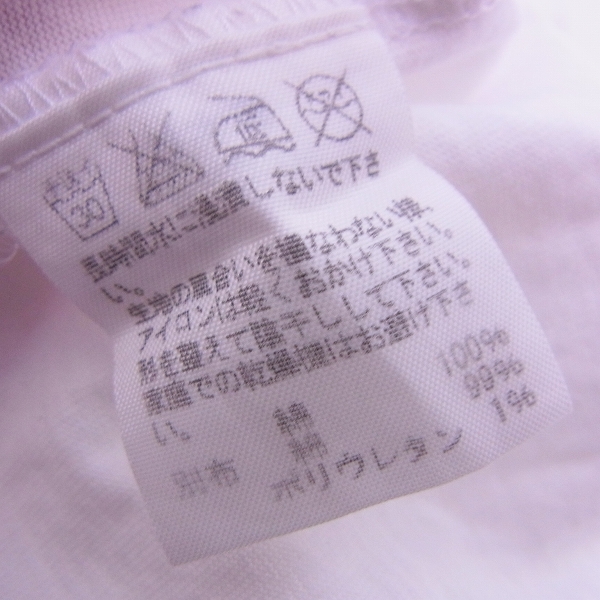 30
長時間水に浸漬しないで下さ
い。
生地の風合いを損なわない様、
アイロンは軽くおかけ下さい。
形を整えて陰干しして下さい。
家庭での乾燥機はお避け下さ
い。
綿 100%
別布 綿 99%
ポリウレタン 1%